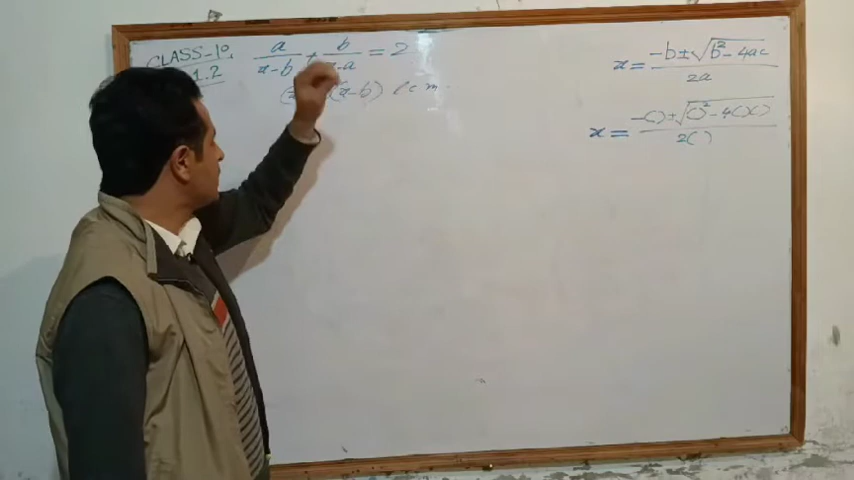 CLASS-10.
1.2
a/(x-b) + b/(x-a) = 2
(x-b) l c m.
x = (-b±√(b²-4ac))/2a
x = (-( )±√(( )²-4( )( )))/2( )